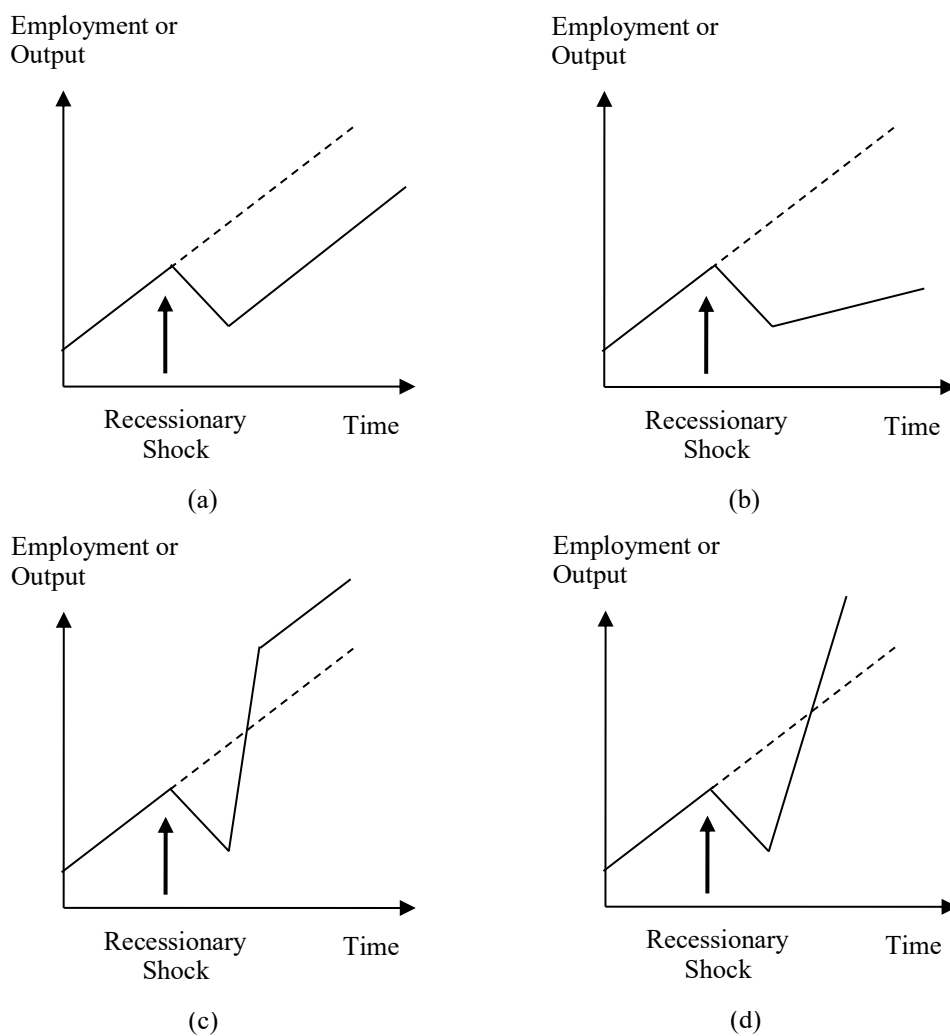 Employment or
Output
Recessionary
Shock
Time
(a)
Employment or
Output
Recessionary
Shock
Time
(b)
Employment or
Output
Recessionary
Shock
Time
(c)
Employment or
Output
Recessionary
Shock
Time
(d)